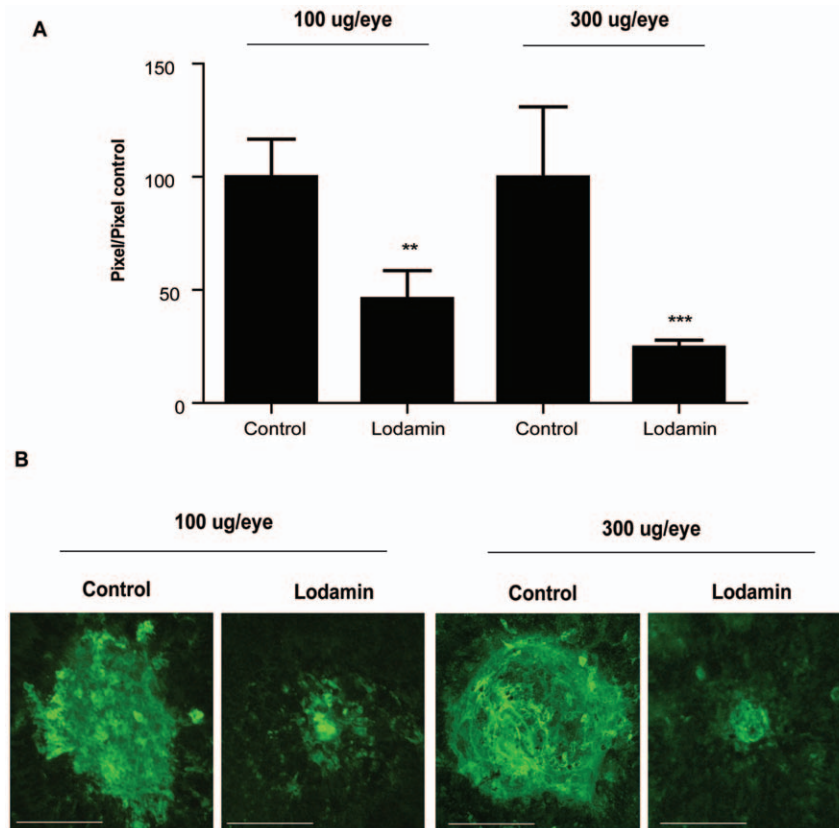 A
100 ug/eye 300 ug/eye
150
100
50
0
Pixel/Pixel control
**
***
Control Lodamin Control Lodamin
B
100 ug/eye 300 ug/eye
Control Lodamin Control Lodamin